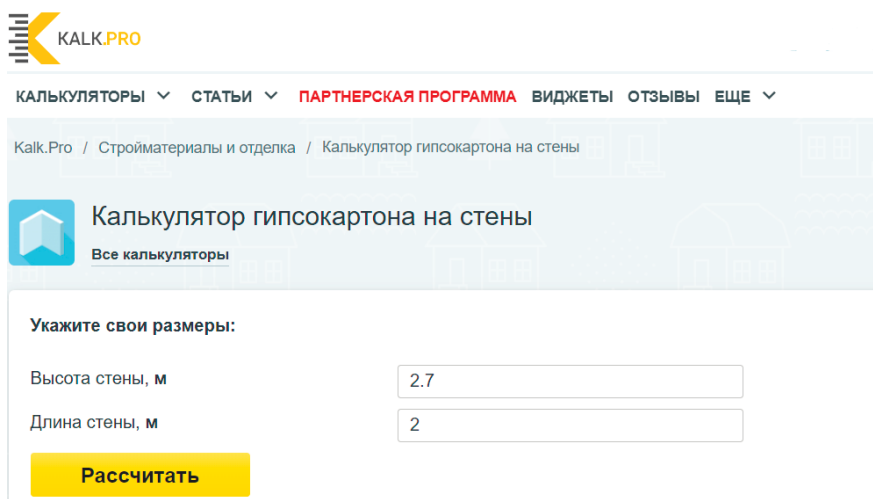 KALK.PRO
КАЛЬКУЛЯТОРЫ СТАТЬИ ПАРТНЕРСКАЯ ПРОГРАММА ВИДЖЕТЫ ОТЗЫВЫ ЕЩЕ
Kalk.Pro / Стройматериалы и отделка / Калькулятор гипсокартона на стены
Калькулятор гипсокартона на стены
Все калькуляторы
Укажите свои размеры:
Высота стены, м 2.7
Длина стены, м 2
Рассчитать